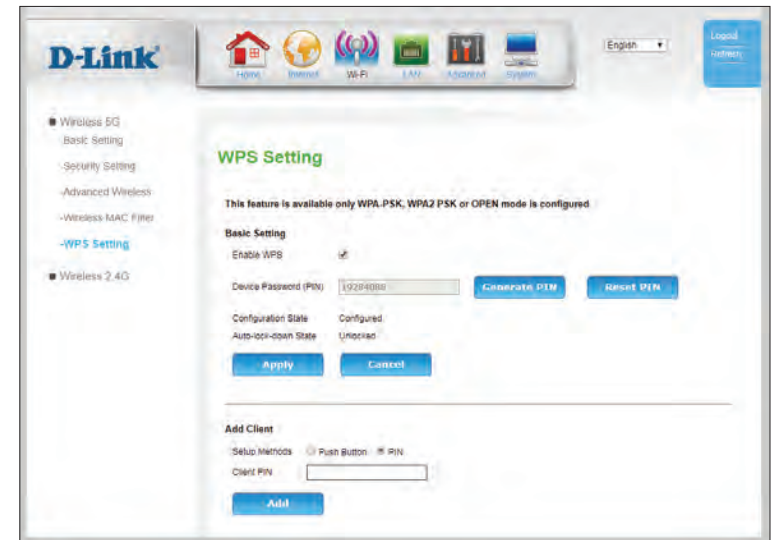 D-Link
Home Internet Wi-Fi LAN Advanced System
English
Logout
Refresh
Wireless 5G
Basic Setting
-Security Setting
-Advanced Wireless
-Wireless MAC Filter
-WPS Setting
Wireless 2.4G
WPS Setting
This feature is available only WPA-PSK, WPA2 PSK or OPEN mode is configured
Basic Setting
Enable WPS
Device Password (PIN) Generate PIN Reset PIN
Configuration State Configured
Auto-lock-down State Unlocked
Apply Cancel
Add Client
Setup Methods Push Button PIN
Client PIN
Add